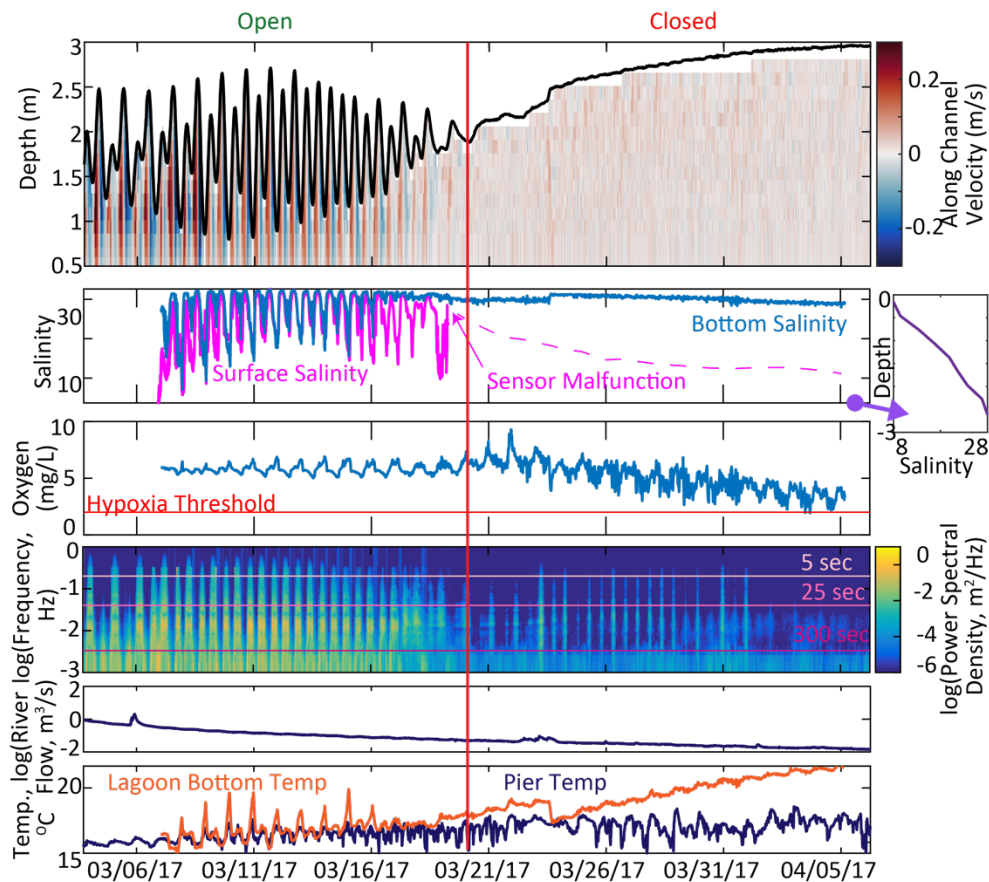 Open
Closed
3
2.5
2
1.5
1
0.5
Depth (m)
0.2
0
-0.2
Along Channel
Velocity (m/s)
30
10
Salinity
Bottom Salinity
Surface Salinity
Sensor Malfunction
0
-3
Depth
8
28
Salinity
10
5
0
Oxygen
(mg/L)
Hypoxia Threshold
0
-1
-2
-3
log(Frequency,
Hz)
5 sec
25 sec
300 sec
0
-2
-4
-6
log(Power Spectral
Density, m²/Hz)
2
0
-2
log(River
Flow, m³/s)
20
15
Temp.,
°C
Lagoon Bottom Temp
Pier Temp
03/06/17
03/11/17
03/16/17
03/21/17
03/26/17
03/31/17
04/05/17